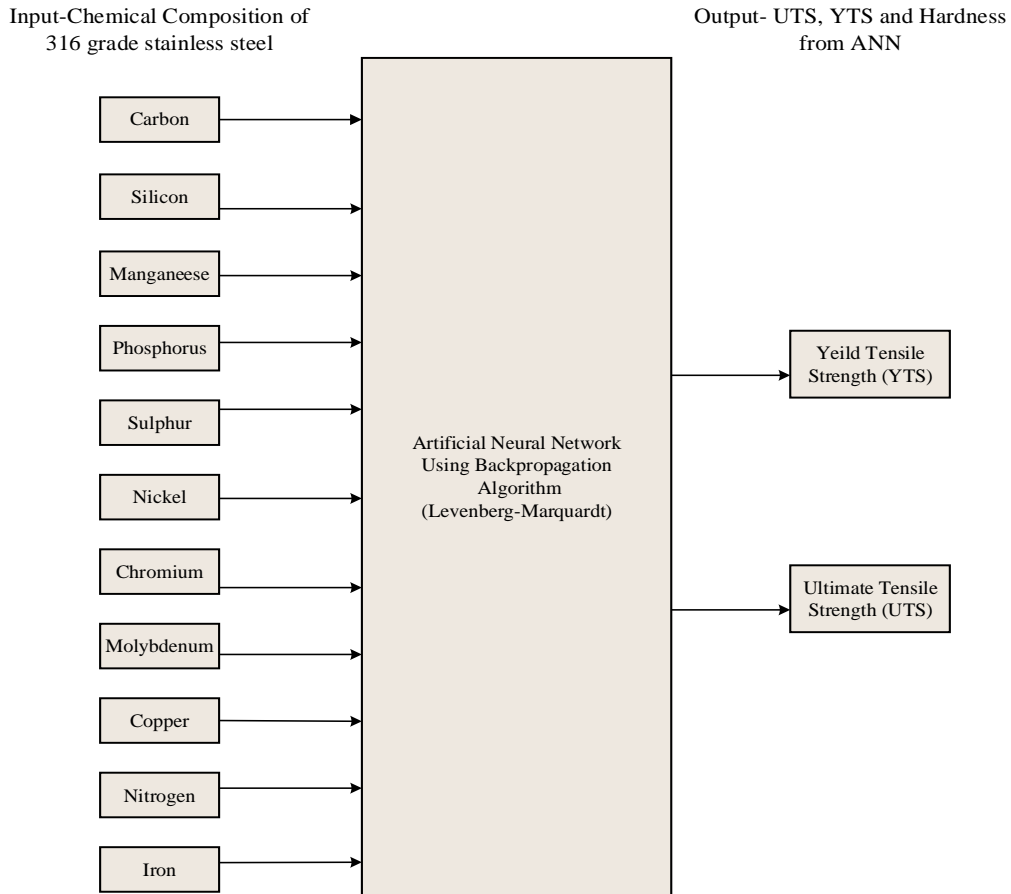 Input-Chemical Composition of
316 grade stainless steel
Output- UTS, YTS and Hardness
from ANN
Carbon
Silicon
Manganeese
Phosphorus
Sulphur
Nickel
Chromium
Molybdenum
Copper
Nitrogen
Iron
Artificial Neural Network
Using Backpropagation
Algorithm
(Levenberg-Marquardt)
Yeild Tensile
Strength (YTS)
Ultimate Tensile
Strength (UTS)